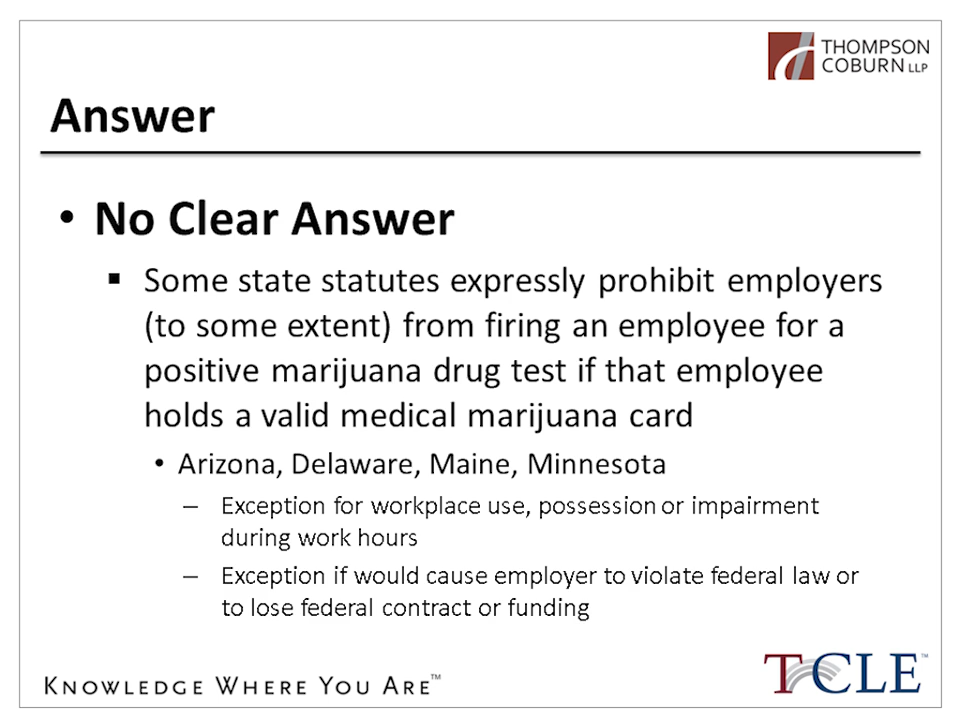 THOMPSON
COBURN LLP
Answer
• No Clear Answer
▪ Some state statutes expressly prohibit employers
(to some extent) from firing an employee for a
positive marijuana drug test if that employee
holds a valid medical marijuana card
• Arizona, Delaware, Maine, Minnesota
– Exception for workplace use, possession or impairment
during work hours
– Exception if would cause employer to violate federal law or
to lose federal contract or funding
KNOWLEDGE WHERE YOU ARE™
TCLE™